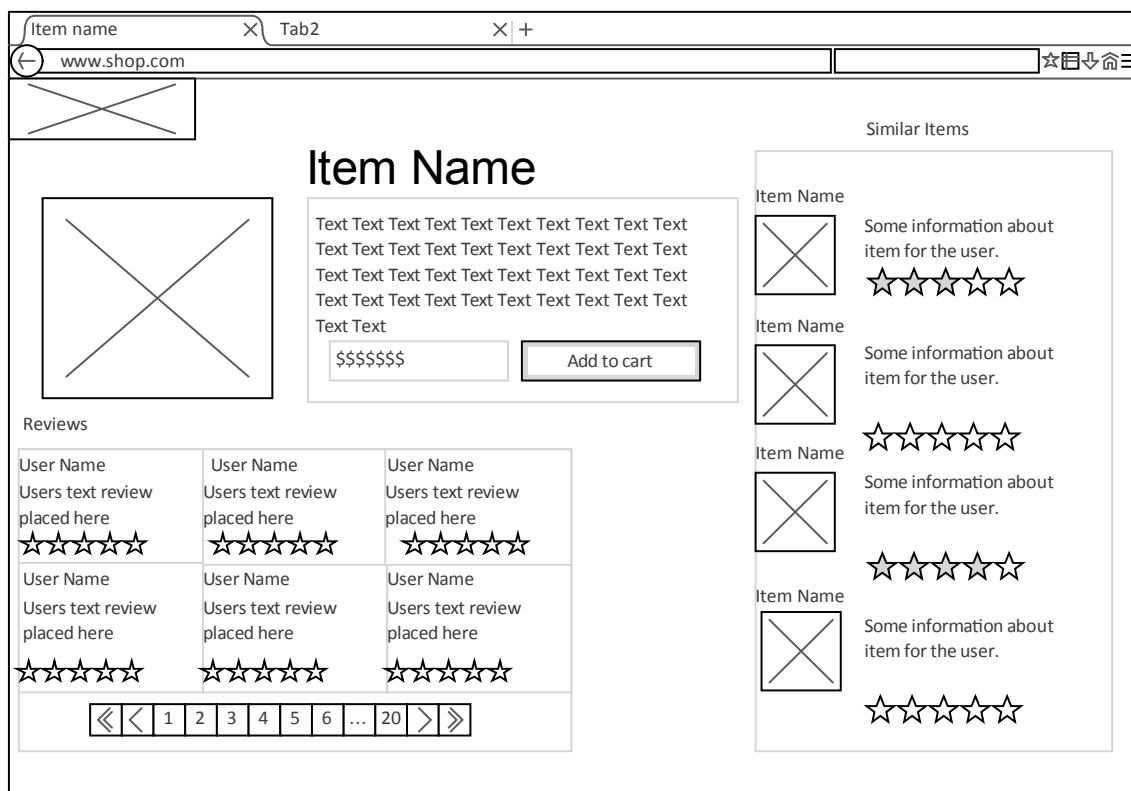 Item name
Tab2
www.shop.com
Similar Items
Item Name
Text Text Text Text Text Text Text Text Text Text
Text Text Text Text Text Text Text Text Text Text
Text Text Text Text Text Text Text Text Text Text
Text Text Text Text Text Text Text Text Text Text
Text Text
$$$$$$$
Add to cart
Item Name
Some information about
item for the user.
Item Name
Some information about
item for the user.
Item Name
Some information about
item for the user.
Item Name
Some information about
item for the user.
Reviews
User Name
Users text review
placed here
User Name
Users text review
placed here
User Name
Users text review
placed here
User Name
Users text review
placed here
User Name
Users text review
placed here
User Name
Users text review
placed here
1 2 3 4 5 6 ... 20